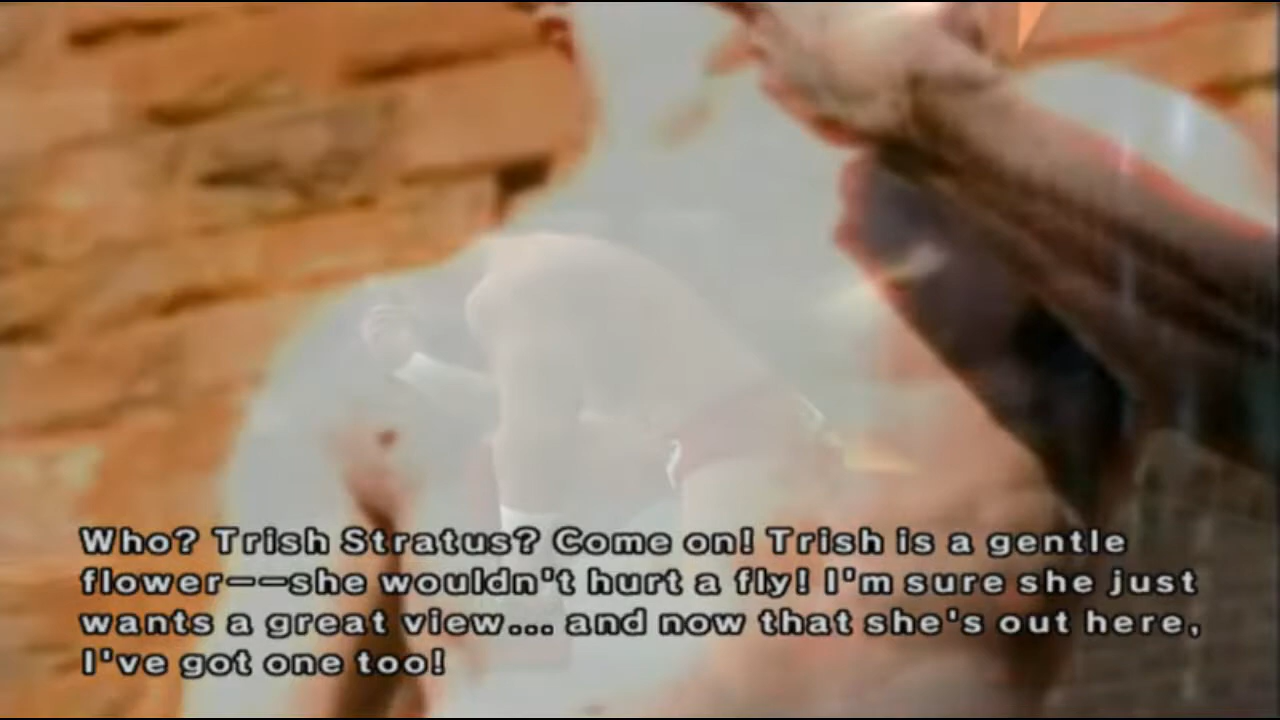 Who? Trish Stratus? Come on! Trish is a gentle
flower--she wouldn't hurt a fly! I'm sure she just
wants a great view... and now that she's out here,
I've got one too!